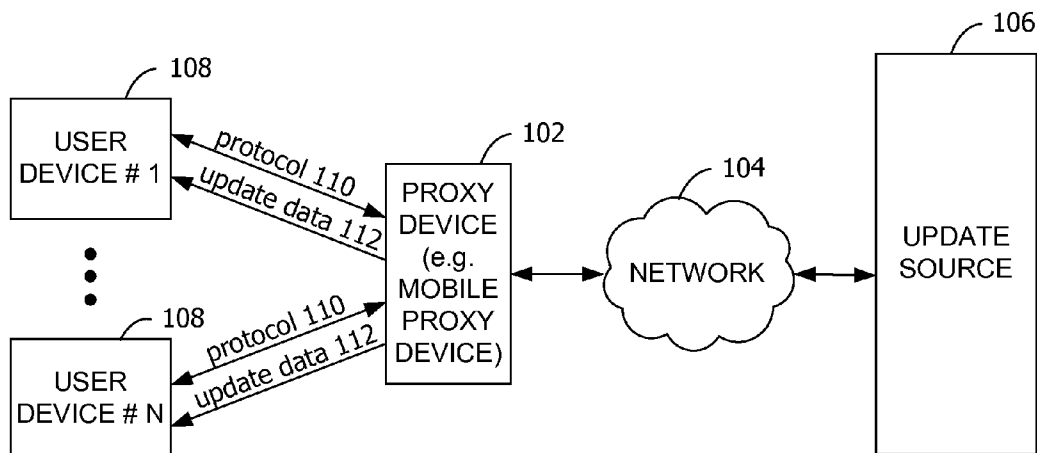 106
108
USER
DEVICE # 1
protocol 110
update data 112
102
PROXY
DEVICE
(e.g.
MOBILE
PROXY
DEVICE)
104
NETWORK
UPDATE
SOURCE
108
USER
DEVICE # N
protocol 110
update data 112